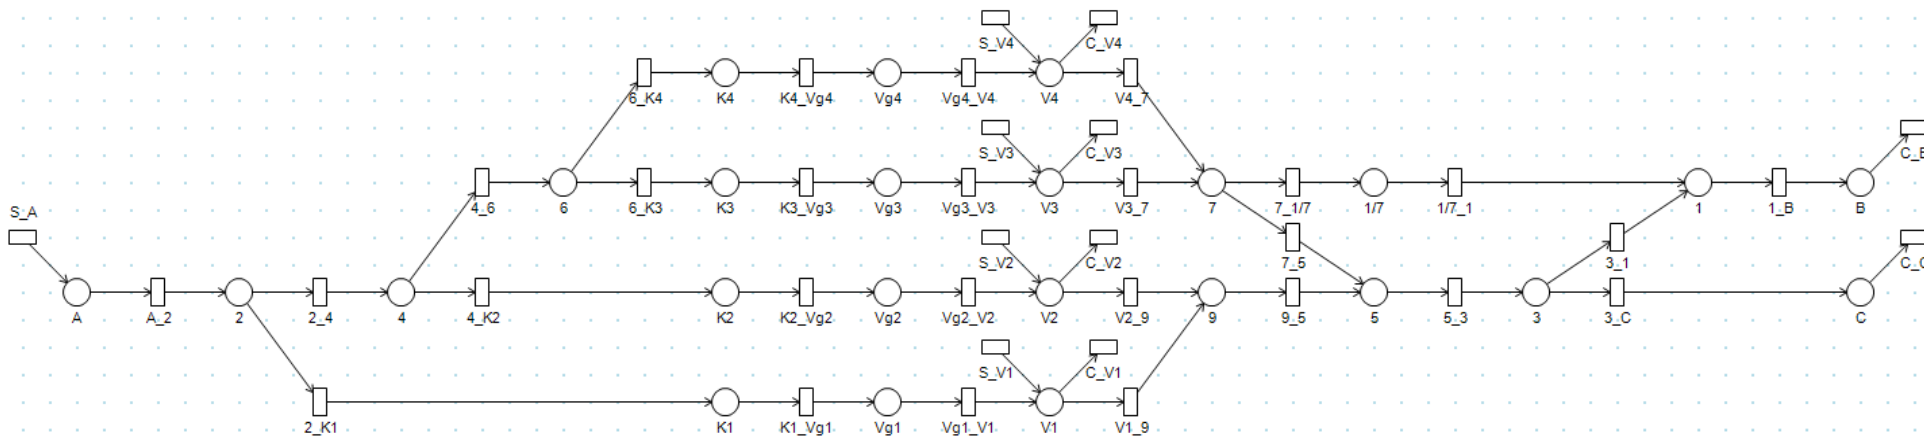 S_V4 C_V4
6_K4 K4 K4_Vg4 Vg4 Vg4_V4 V4 V4_7
S_V3 C_V3 C_B
4_6 6 6_K3 K3 K3_Vg3 Vg3 Vg3_V3 V3 V3_7 7 7_1/7 1/7 1/7_1 1 1_B B
S_A
S_V2 C_V2 7_5 3_1 C_C
A A_2 2 2_4 4 4_K2 K2 K2_Vg2 Vg2 Vg2_V2 V2 V2_9 9 9_5 5 5_3 3 3_C C
S_V1 C_V1
2_K1 K1 K1_Vg1 Vg1 Vg1_V1 V1 V1_9